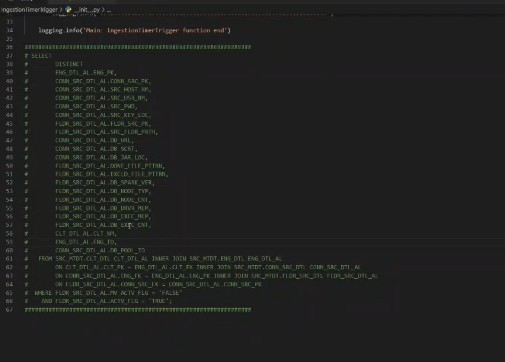 IngestionTimerTrigger > __init__.py > ...
33
34 logging.info('Main: IngestionTimerTrigger function end')
35
36 ####################################################################
37 # SELECT
38 # DISTINCT
39 # ENG_DTL_AL.ENG_PK,
40 # CONN_SRC_DTL_AL.CONN_SRC_PK,
41 # CONN_SRC_DTL_AL.SRC_HOST_NM,
42 # CONN_SRC_DTL_AL.SRC_USR_NM,
43 # CONN_SRC_DTL_AL.SRC_PWD,
44 # CONN_SRC_DTL_AL.SRC_KEY_LOC,
45 # FLDR_SRC_DTL_AL.FLDR_SRC_PK,
46 # FLDR_SRC_DTL_AL.SRC_FLDR_PATH,
47 # CONN_SRC_DTL_AL.DB_URL,
48 # CONN_SRC_DTL_AL.DB_SCRT,
49 # CONN_SRC_DTL_AL.DB_JAR_LOC,
50 # FLDR_SRC_DTL_AL.DONE_FILE_PTTRN,
51 # FLDR_SRC_DTL_AL.EXCLD_FILE_PTTRN,
52 # FLDR_SRC_DTL_AL.DB_SPARK_VER,
53 # FLDR_SRC_DTL_AL.DB_NODE_TYP,
54 # FLDR_SRC_DTL_AL.DB_NODE_CNT,
55 # FLDR_SRC_DTL_AL.DB_DRVR_MEM,
56 # FLDR_SRC_DTL_AL.DB_EXEC_MEM,
57 # FLDR_SRC_DTL_AL.DB_EXEC_CNT,
58 # CLT_DTL_AL.CLT_NM,
59 # ENG_DTL_AL.ENG_ID,
60 # CONN_SRC_DTL_AL.DB_POOL_ID
61 # FROM SRC_MTDT.CLT_DTL CLT_DTL_AL INNER JOIN SRC_MTDT.ENG_DTL ENG_DTL_AL
62 # ON CLT_DTL_AL.CLT_PK = ENG_DTL_AL.CLT_FK INNER JOIN SRC_MTDT.CONN_SRC_DTL CONN_SRC_DTL_AL
63 # ON CONN_SRC_DTL_AL.ENG_FK = ENG_DTL_AL.ENG_PK INNER JOIN SRC_MTDT.FLDR_SRC_DTL FLDR_SRC_DTL_AL
64 # ON FLDR_SRC_DTL_AL.CONN_SRC_FK = CONN_SRC_DTL_AL.CONN_SRC_PK
65 # WHERE FLDR_SRC_DTL_AL.MV_ACTV_FLG = 'FALSE'
66 # AND FLDR_SRC_DTL_AL.ACTV_FLG = 'TRUE';
67 ####################################################################